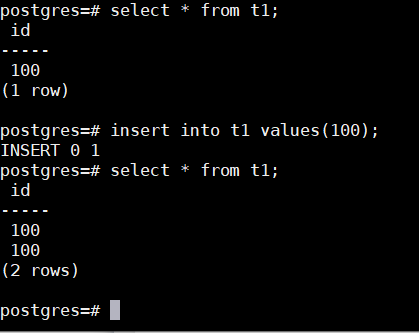 postgres=# select * from t1;
 id
-----
 100
(1 row)

postgres=# insert into t1 values(100);
INSERT 0 1
postgres=# select * from t1;
 id
-----
 100
 100
(2 rows)

postgres=#